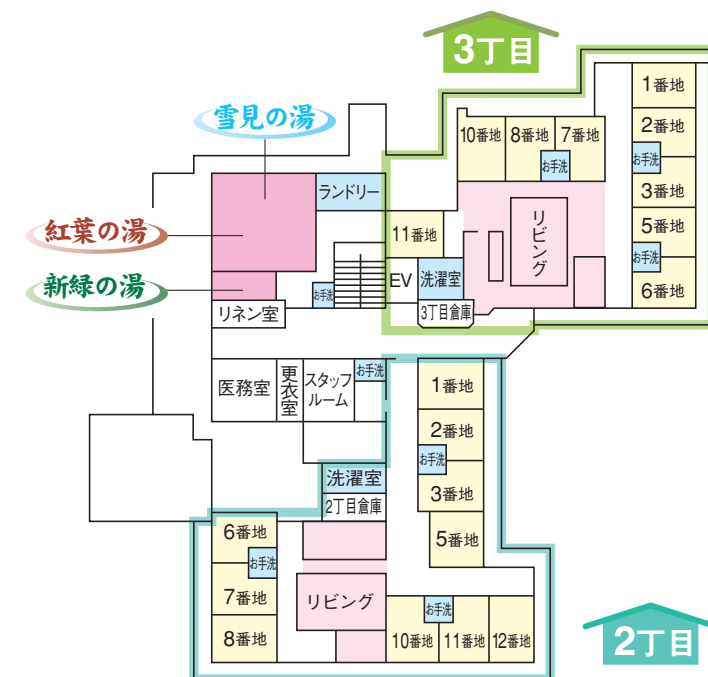 3丁目
1番地
2番地
お手洗
3番地
5番地
お手洗
6番地
10番地
8番地
7番地
お手洗
雪見の湯
ランドリー
紅葉の湯
11番地
リビング
新緑の湯
EV
洗濯室
お手洗
リネン室
3丁目倉庫
医務室
更衣室
スタッフ
ルーム
お手洗
1番地
2番地
お手洗
3番地
5番地
洗濯室
2丁目倉庫
6番地
お手洗
7番地
8番地
リビング
お手洗
10番地
11番地
12番地
2丁目